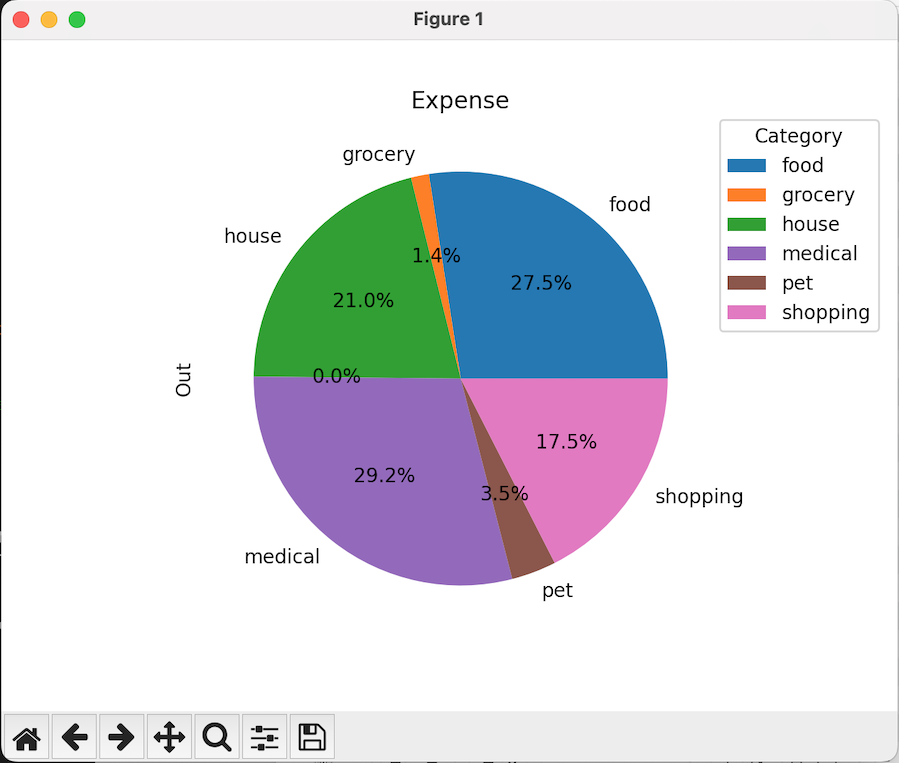 Figure 1
Expense
Category
food
grocery
house
medical
pet
shopping
grocery
food
house
1.4%
27.5%
21.0%
Out
0.0%
17.5%
29.2%
3.5%
shopping
medical
pet